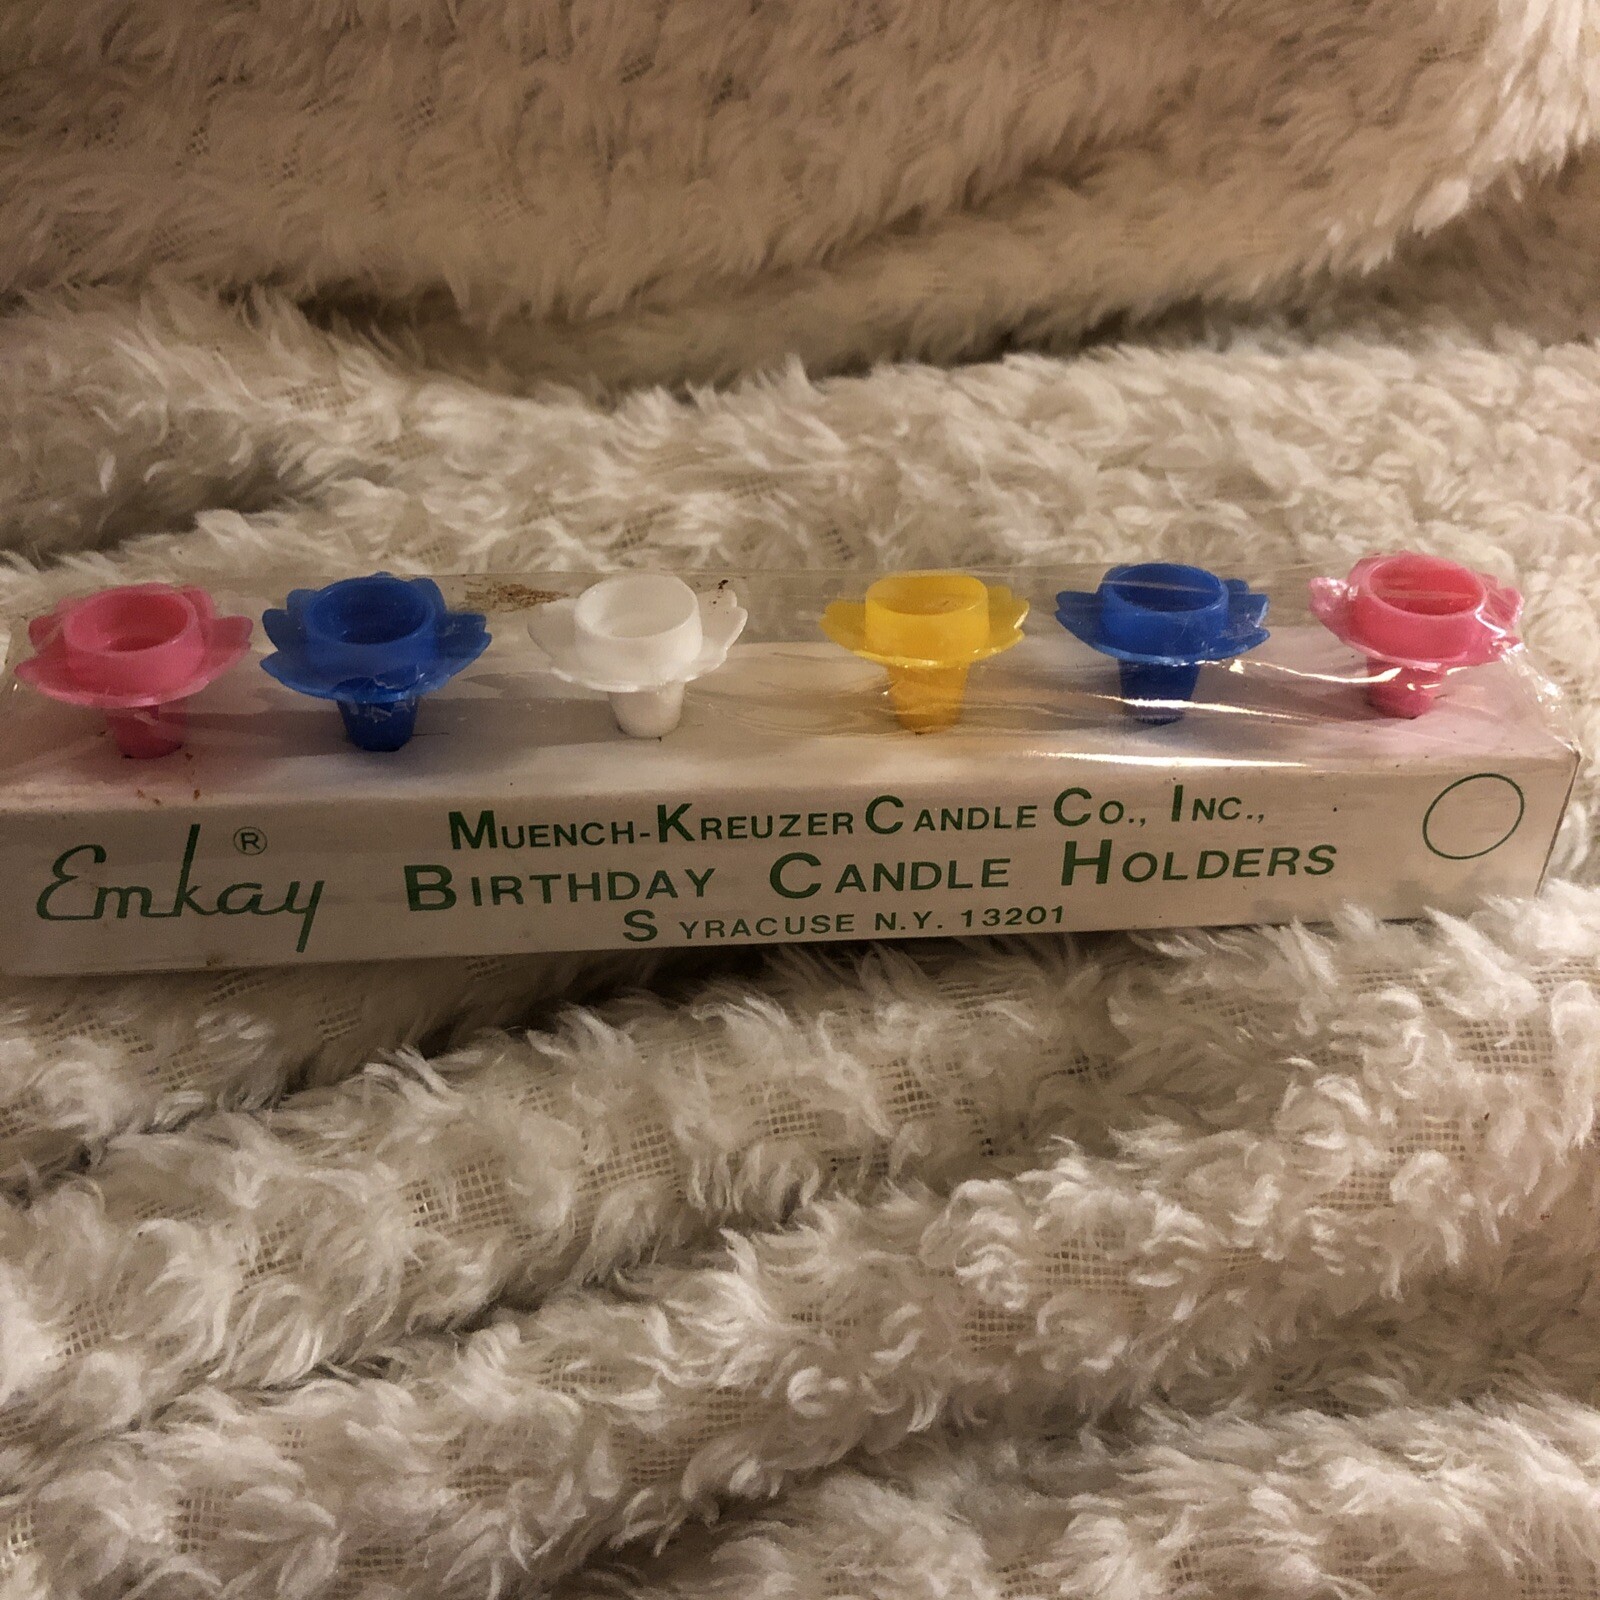 Emkay ®
MUENCH-KREUZER CANDLE CO., INC.,
BIRTHDAY CANDLE HOLDERS
SYRACUSE N.Y. 13201